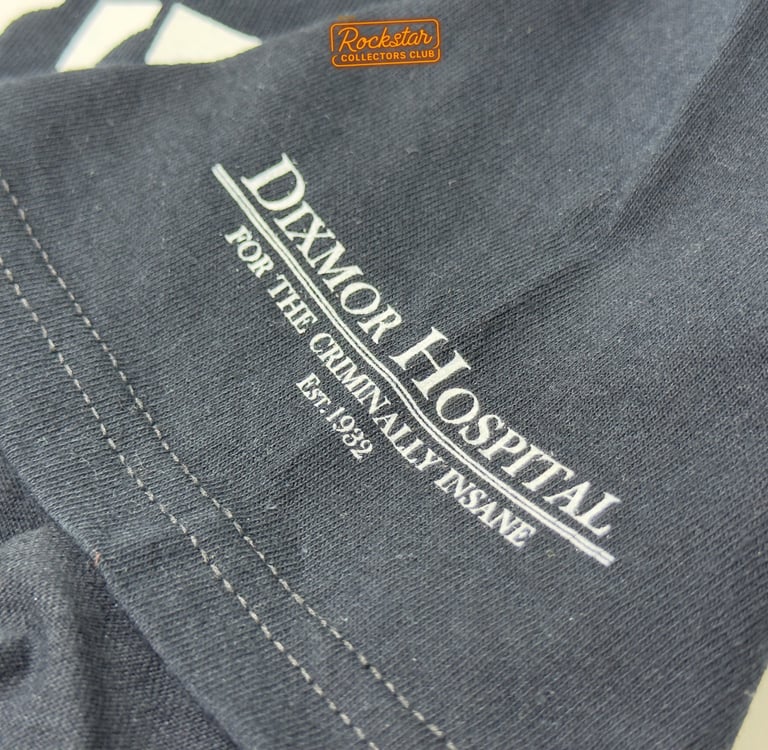 Rockstar
COLLECTORS CLUB
DIXMOR HOSPITAL
FOR THE CRIMINALLY INSANE
EST. 1932